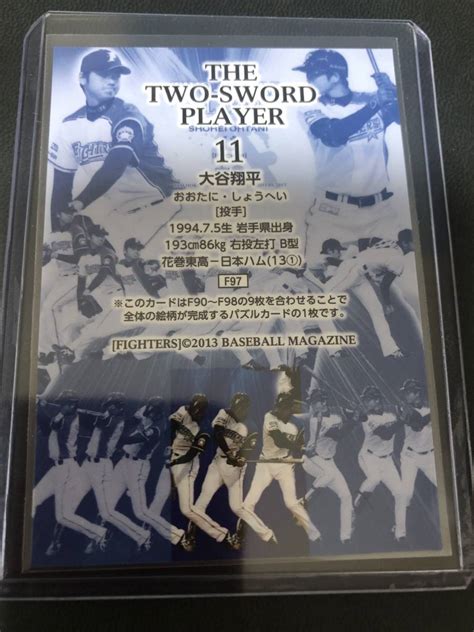 THE
TWO-SWORD
PLAYER
SHOHEI OHTANI
11
大谷翔平
おおたに・しょうへい
[投手]
1994.7.5生 岩手県出身
193cm86kg 右投左打 B型
花巻東高－日本ハム(13①)
F97
※このカードはF90〜F98の9枚を合わせることで
全体の絵柄が完成するパズルカードの1枚です。
[FIGHTERS]©2013 BASEBALL MAGAZINE